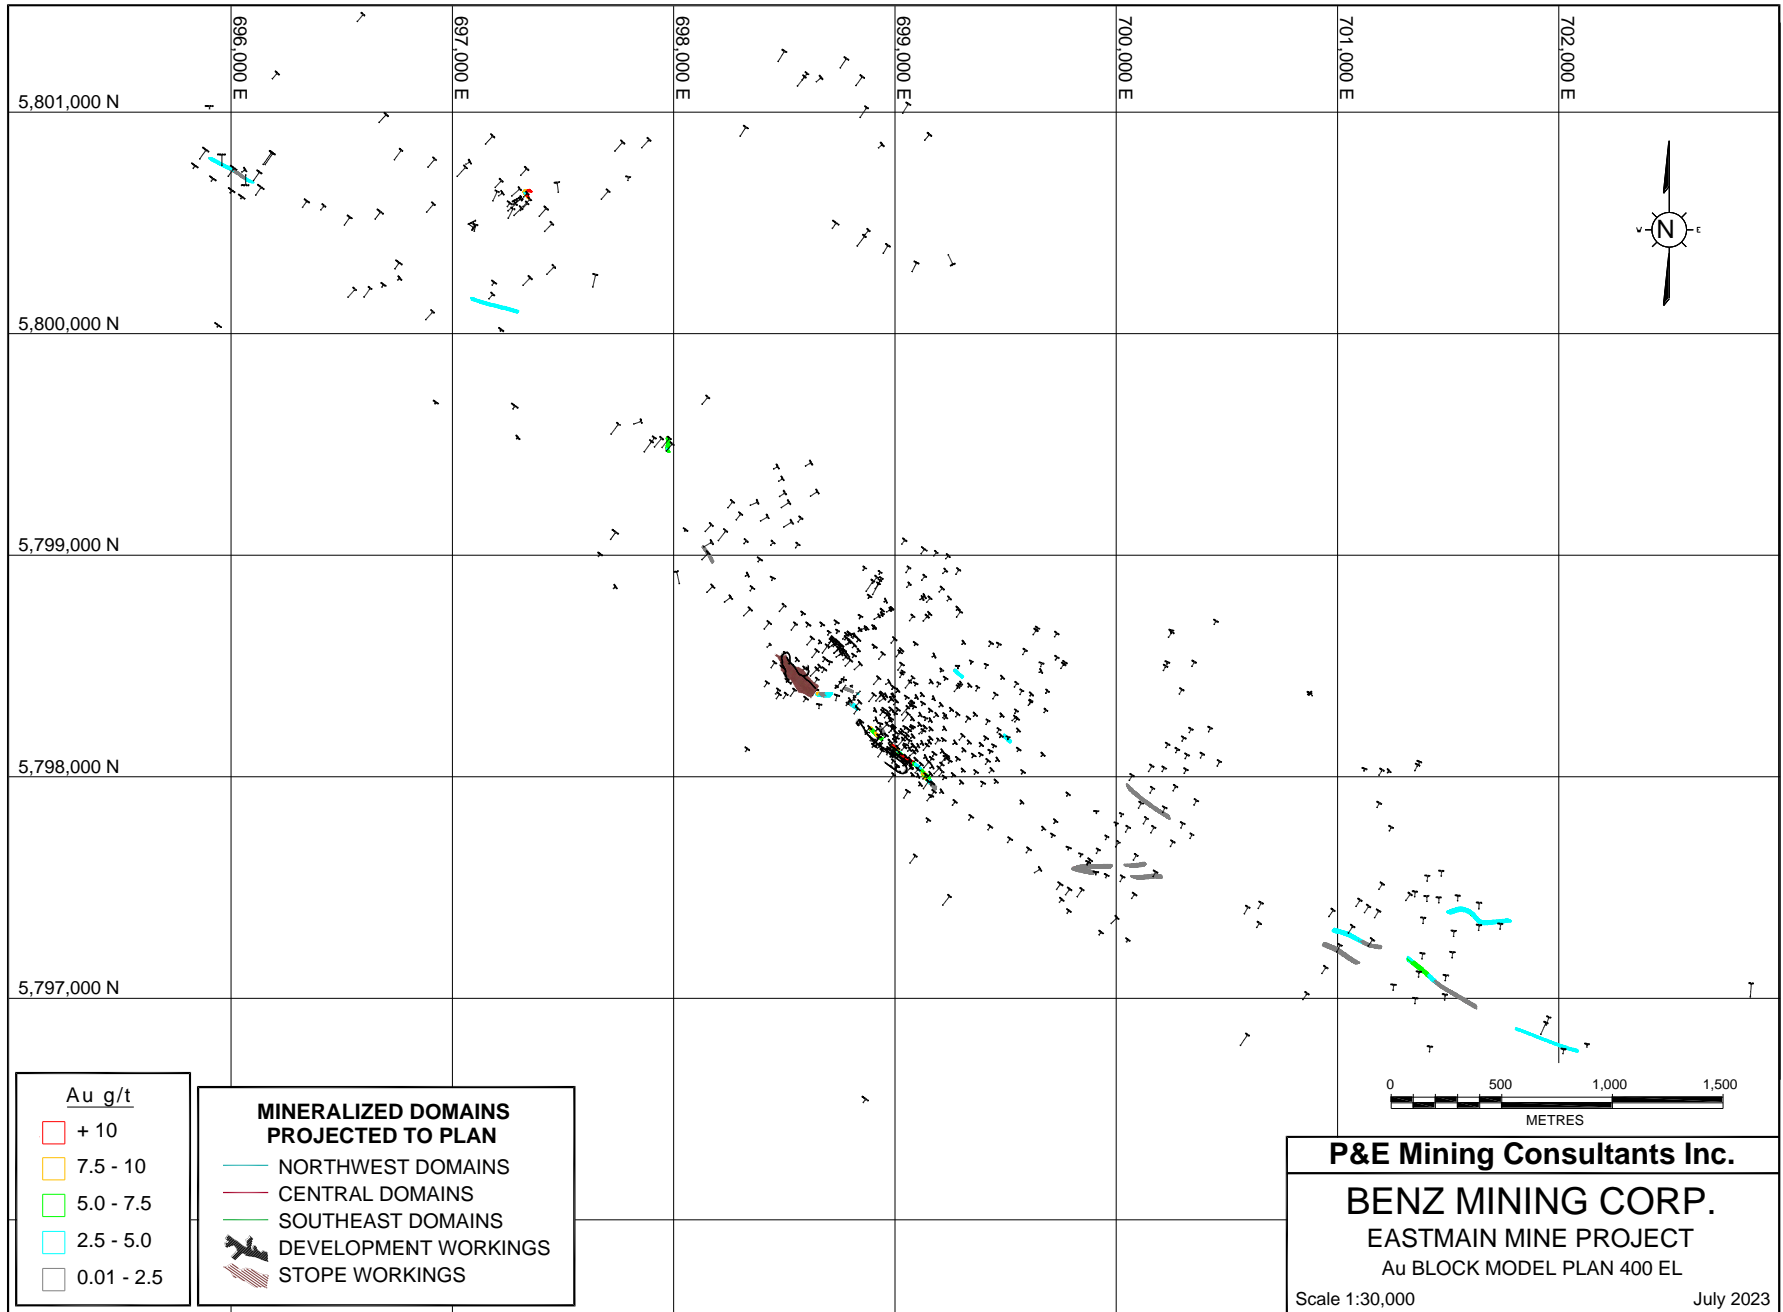 696,000 E
697,000 E
698,000 E
699,000 E
700,000 E
701,000 E
702,000 E
5,801,000 N
5,800,000 N
5,799,000 N
5,798,000 N
5,797,000 N
W N E
Au g/t
+ 10
7.5 - 10
5.0 - 7.5
2.5 - 5.0
0.01 - 2.5
MINERALIZED DOMAINS
PROJECTED TO PLAN
NORTHWEST DOMAINS
CENTRAL DOMAINS
SOUTHEAST DOMAINS
DEVELOPMENT WORKINGS
STOPE WORKINGS
0 500 1,000 1,500
METRES
P&E Mining Consultants Inc.
BENZ MINING CORP.
EASTMAIN MINE PROJECT
Au BLOCK MODEL PLAN 400 EL
Scale 1:30,000 July 2023